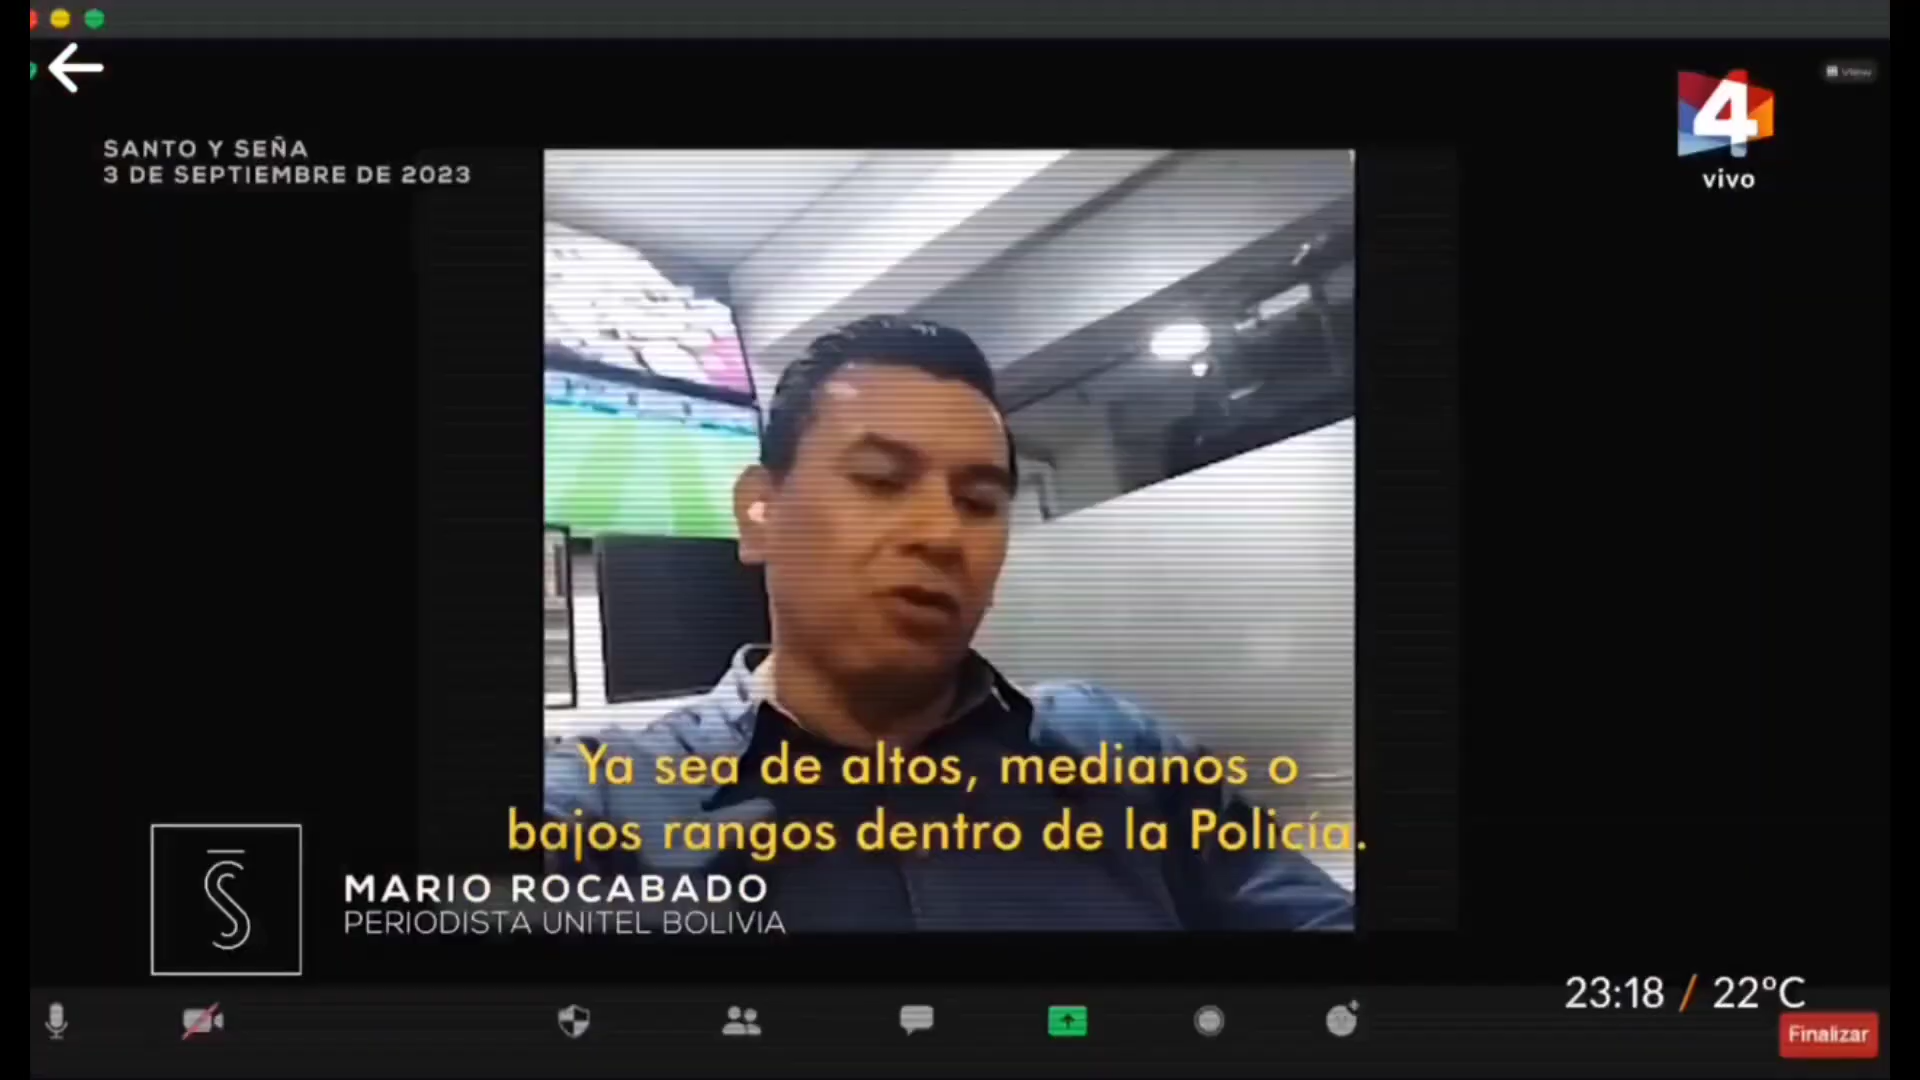 View
4
vivo
SANTO Y SEÑA
3 DE SEPTIEMBRE DE 2023
Ya sea de altos, medianos o
bajos rangos dentro de la Policía.
S
MARIO ROCABADO
PERIODISTA UNITEL BOLIVIA
23:18 / 22°C
Finalizar